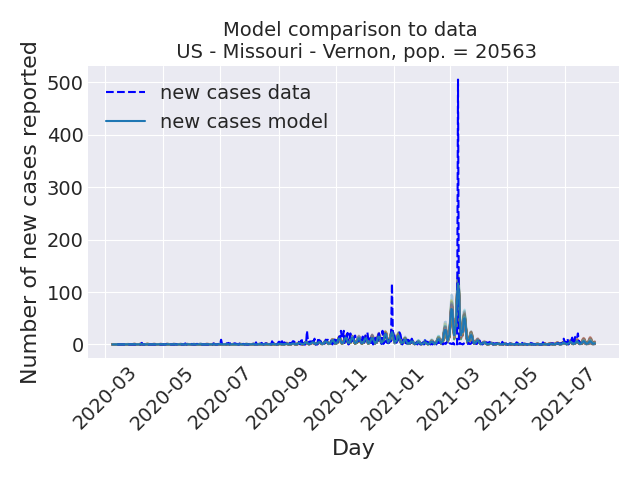 Model comparison to data
US - Missouri - Vernon, pop. = 20563
Number of new cases reported
500
400
300
200
100
0
new cases data
new cases model
2020-03
2020-05
2020-07
2020-09
2020-11
2021-01
2021-03
2021-05
2021-07
Day